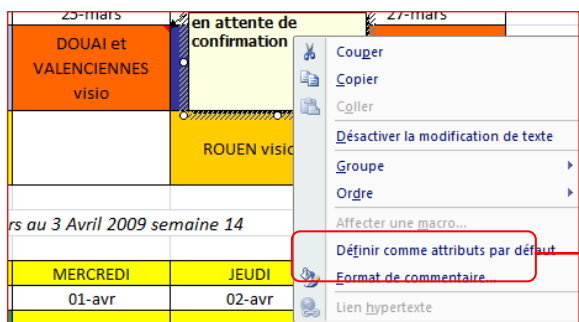 25-mars
27-mars
en attente de
confirmation
DOUAI et
VALENCIENNES
visio
ROUEN visio
rs au 3 Avril 2009 semaine 14
MERCREDI
JEUDI
01-avr
02-avr
Couper
Copier
Coller
Désactiver la modification de texte
Groupe
Ordre
Affecter une macro...
Définir comme attributs par défaut
Format de commentaire...
Lien hypertexte